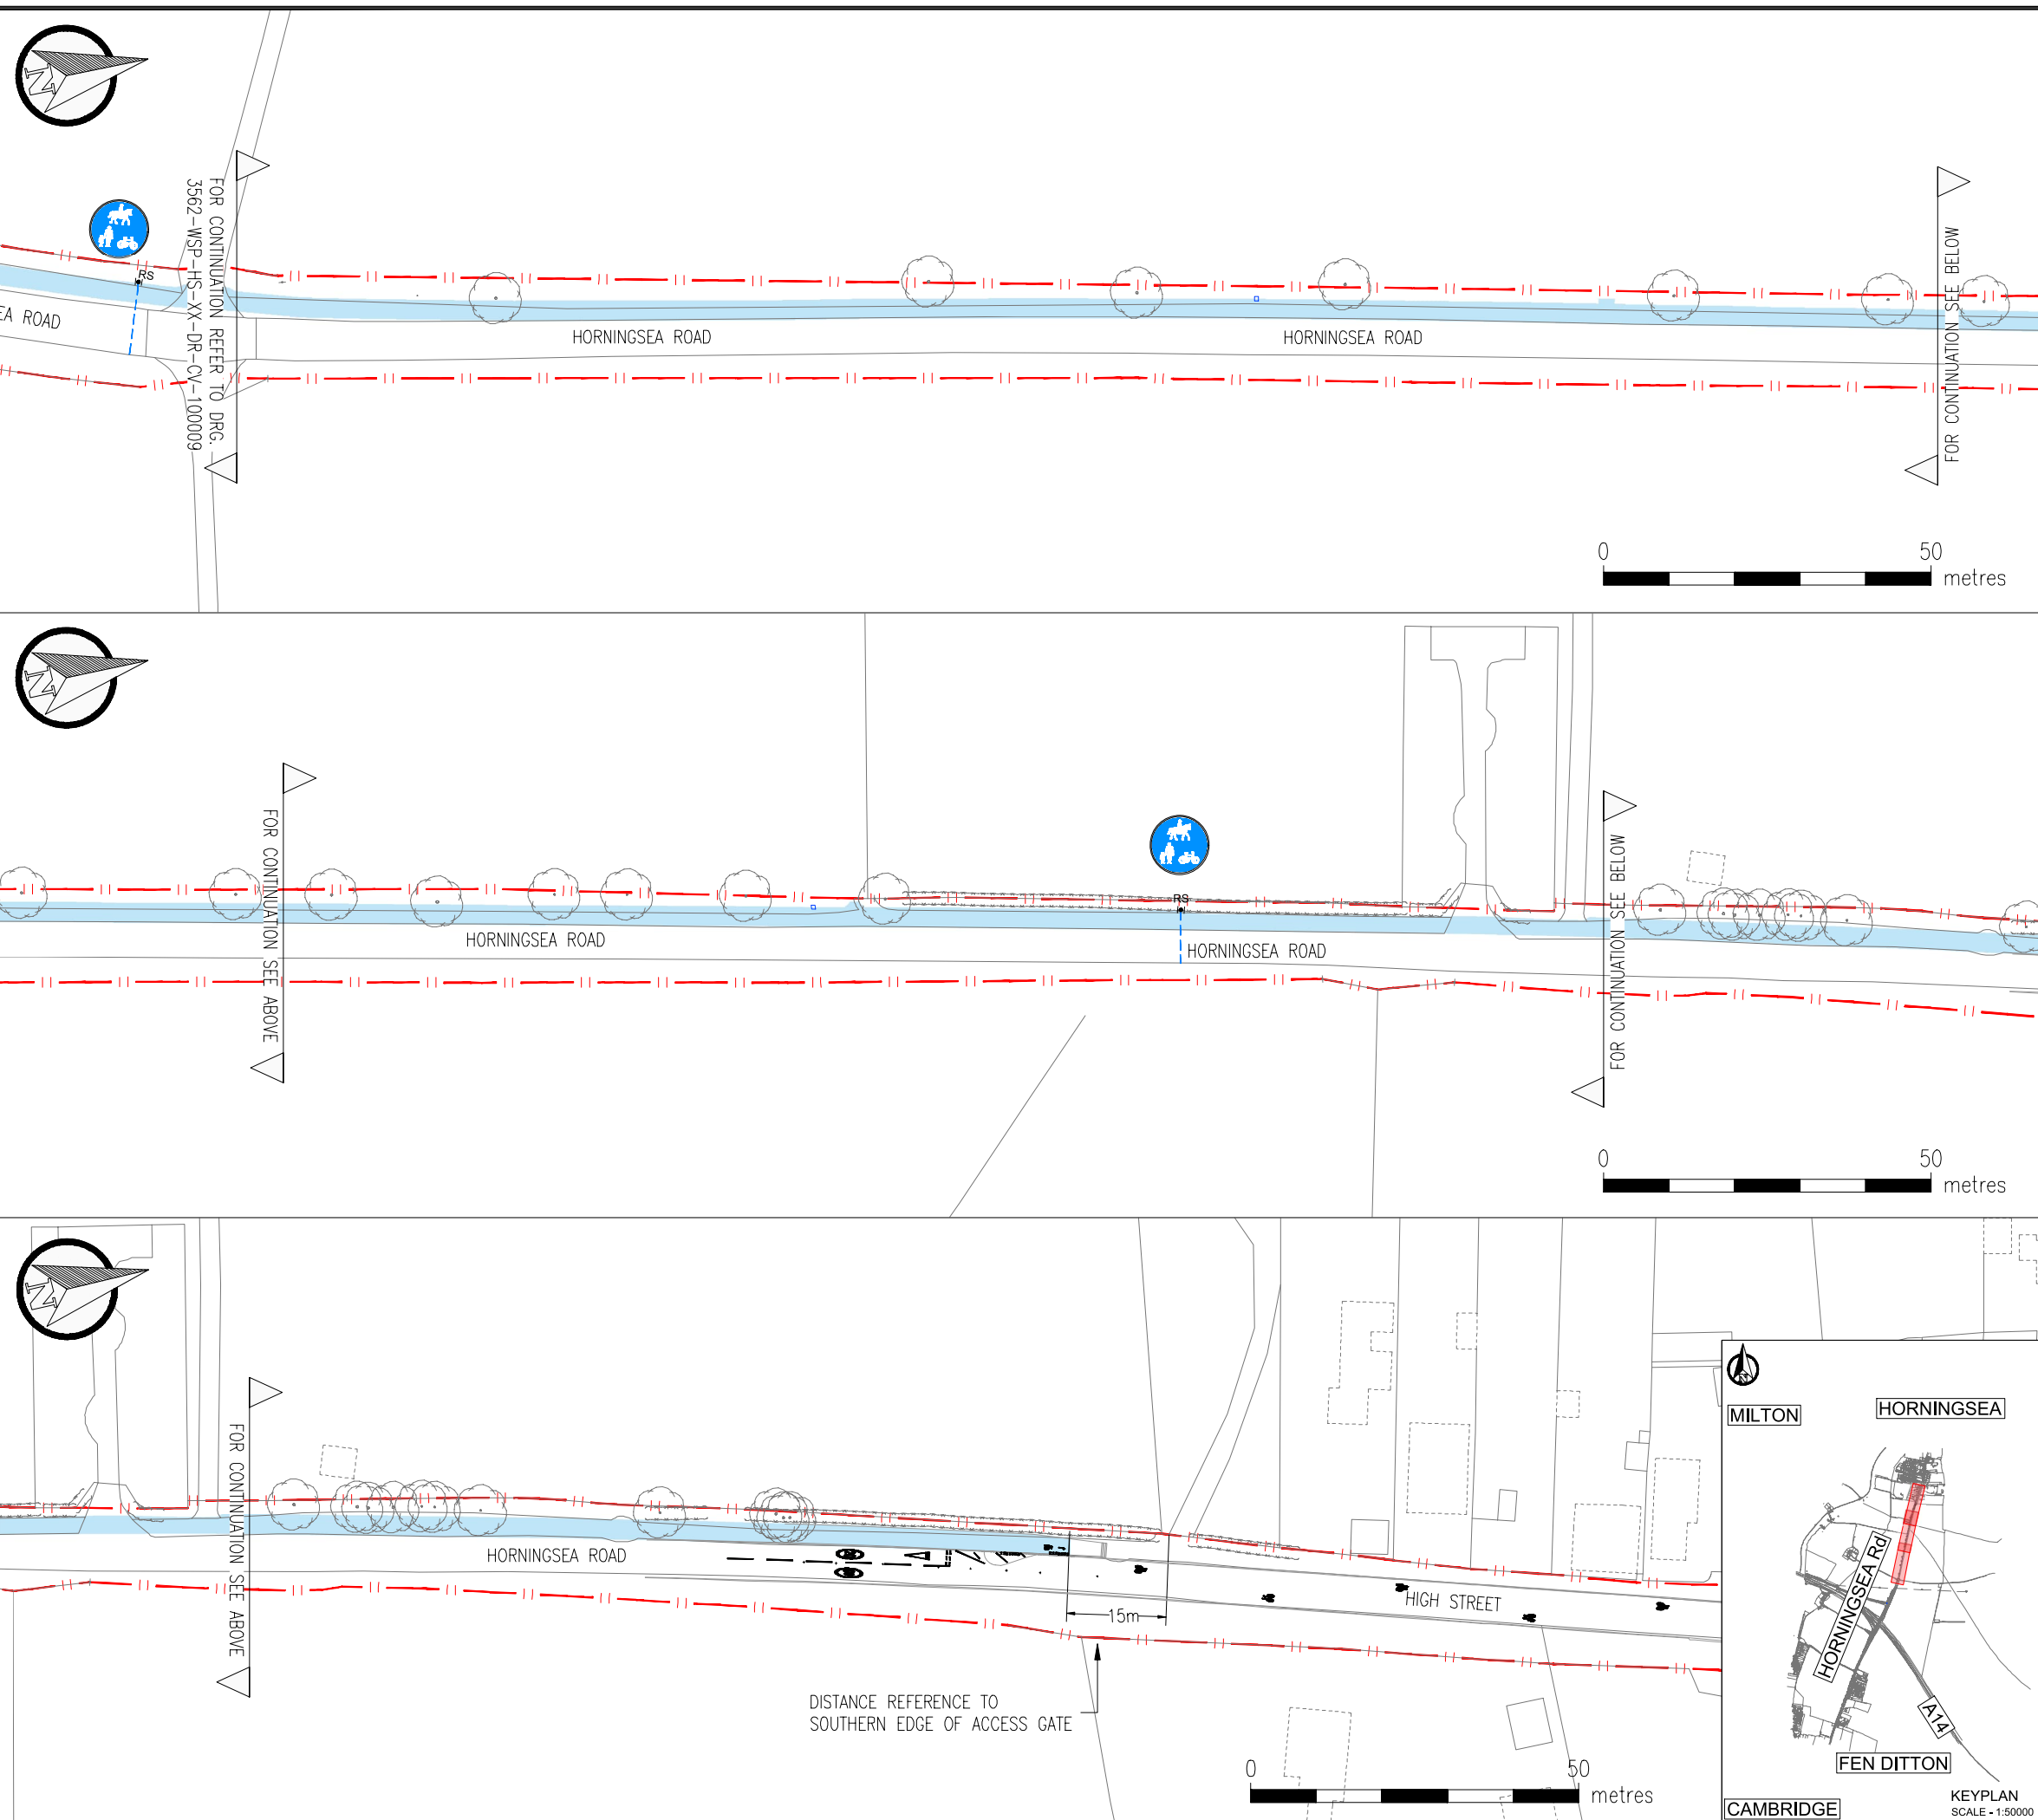 N
FOR CONTINUATION REFER TO DRG.
3562-WSP-HS-XX-DR-CV-100009
RS
EA ROAD
HORNINGSEA ROAD
HORNINGSEA ROAD
FOR CONTINUATION SEE BELOW
0 50
metres
N
FOR CONTINUATION SEE ABOVE
HORNINGSEA ROAD
RS
HORNINGSEA ROAD
FOR CONTINUATION SEE BELOW
0 50
metres
N
FOR CONTINUATION SEE ABOVE
HORNINGSEA ROAD
15m
HIGH STREET
DISTANCE REFERENCE TO
SOUTHERN EDGE OF ACCESS GATE
0 50
metres
N
MILTON
HORNINGSEA
HORNINGSEA Rd
A14
FEN DITTON
CAMBRIDGE
KEYPLAN
SCALE - 1:50000